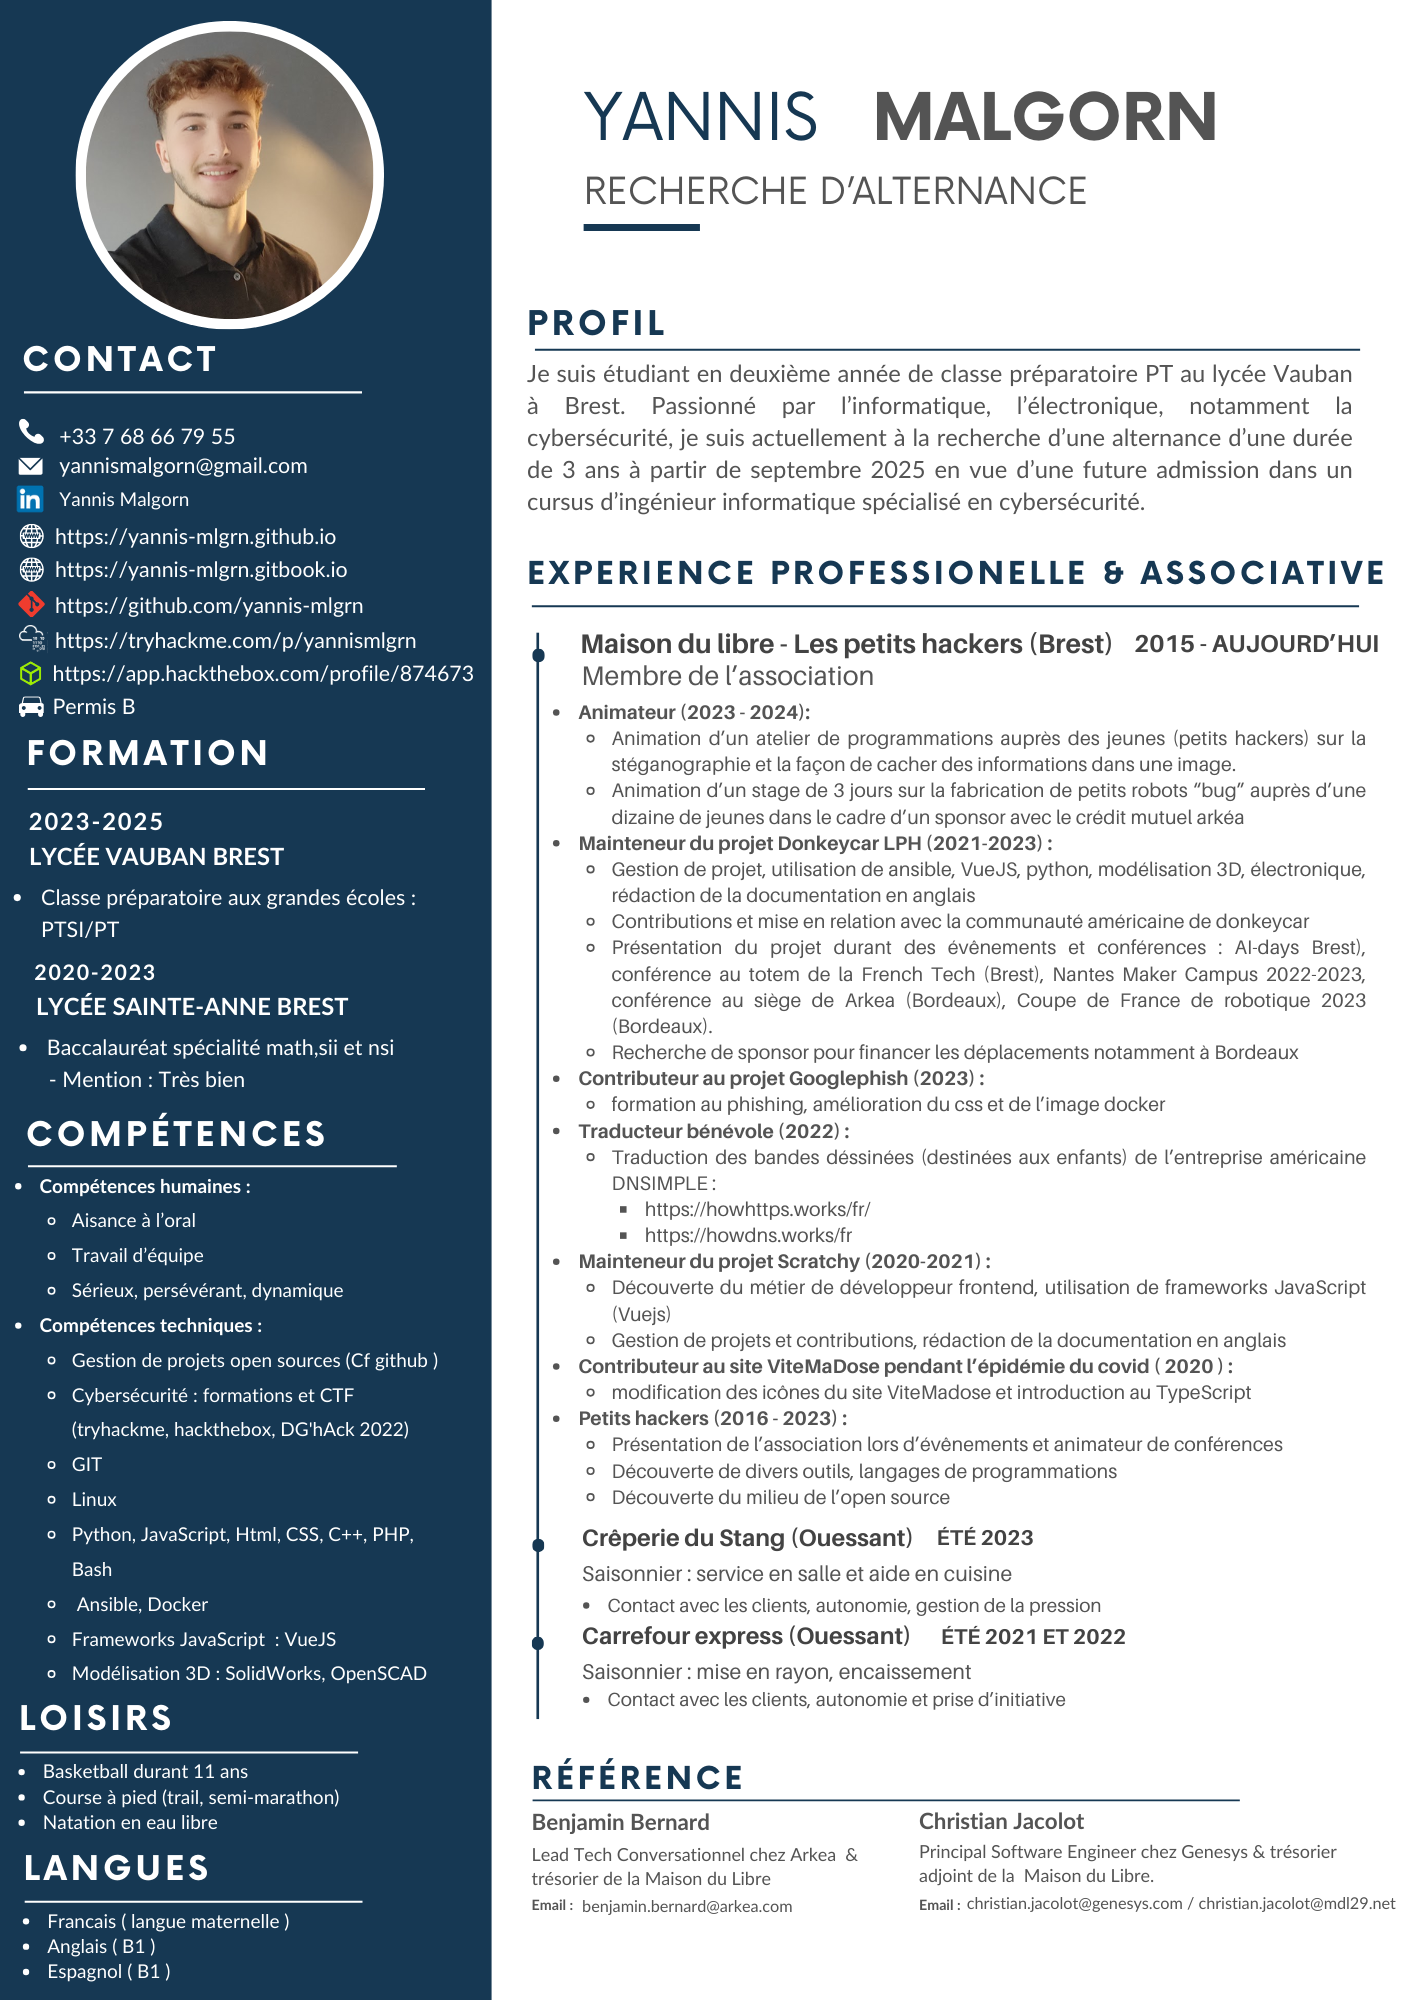 YANNIS MALGORN
RECHERCHE D’ALTERNANCE
CONTACT
+33 7 68 66 79 55
yannismalgorn@gmail.com
in Yannis Malgorn
https://yannis-mlgrn.github.io
https://yannis-mlgrn.gitbook.io
https://github.com/yannis-mlgrn
https://tryhackme.com/p/yannismlgrn
https://app.hackthebox.com/profile/874673
Permis B
FORMATION
2023-2025
LYCÉE VAUBAN BREST
• Classe préparatoire aux grandes écoles :
PTSI/PT
2020-2023
LYCÉE SAINTE-ANNE BREST
• Baccalauréat spécialité math,sii et nsi
- Mention : Très bien
COMPÉTENCES
• Compétences humaines :
Aisance à l’oral
Travail d’équipe
Sérieux, persévérant, dynamique
• Compétences techniques :
Gestion de projets open sources (Cf github )
Cybersécurité : formations et CTF
(tryhackme, hackthebox, DG'hAck 2022)
GIT
Linux
Python, JavaScript, Html, CSS, C++, PHP,
Bash
Ansible, Docker
Frameworks JavaScript : VueJS
Modélisation 3D : SolidWorks, OpenSCAD
LOISIRS
• Basketball durant 11 ans
• Course à pied (trail, semi-marathon)
• Natation en eau libre
LANGUES
• Francais ( langue maternelle )
• Anglais ( B1 )
• Espagnol ( B1 )
PROFIL
Je suis étudiant en deuxième année de classe préparatoire PT au lycée Vauban
à Brest. Passionné par l’informatique, l’électronique, notamment la
cybersécurité, je suis actuellement à la recherche d’une alternance d’une durée
de 3 ans à partir de septembre 2025 en vue d’une future admission dans un
cursus d’ingénieur informatique spécialisé en cybersécurité.
EXPERIENCE PROFESSIONELLE & ASSOCIATIVE
Maison du libre - Les petits hackers (Brest) 2015 - AUJOURD’HUI
Membre de l’association
• Animateur (2023 - 2024):
Animation d’un atelier de programmations auprès des jeunes (petits hackers) sur la
stéganographie et la façon de cacher des informations dans une image.
Animation d’un stage de 3 jours sur la fabrication de petits robots “bug” auprès d’une
dizaine de jeunes dans le cadre d’un sponsor avec le crédit mutuel arkéa
• Mainteneur du projet Donkeycar LPH (2021-2023) :
Gestion de projet, utilisation de ansible, VueJS, python, modélisation 3D, électronique,
rédaction de la documentation en anglais
Contributions et mise en relation avec la communauté américaine de donkeycar
Présentation du projet durant des évênements et conférences : AI-days Brest),
conférence au totem de la French Tech (Brest), Nantes Maker Campus 2022-2023,
conférence au siège de Arkea (Bordeaux), Coupe de France de robotique 2023
(Bordeaux).
Recherche de sponsor pour financer les déplacements notamment à Bordeaux
• Contributeur au projet Googlephish (2023) :
formation au phishing, amélioration du css et de l’image docker
• Traducteur bénévole (2022) :
Traduction des bandes déssinées (destinées aux enfants) de l’entreprise américaine
DNSIMPLE :
https://howhttps.works/fr/
https://howdns.works/fr
• Mainteneur du projet Scratchy (2020-2021) :
Découverte du métier de développeur frontend, utilisation de frameworks JavaScript
(Vuejs)
Gestion de projets et contributions, rédaction de la documentation en anglais
• Contributeur au site ViteMaDose pendant l’épidémie du covid ( 2020 ) :
modification des icônes du site ViteMadose et introduction au TypeScript
• Petits hackers (2016 - 2023) :
Présentation de l’association lors d’évênements et animateur de conférences
Découverte de divers outils, langages de programmations
Découverte du milieu de l’open source
Crêperie du Stang (Ouessant) ÉTÉ 2023
Saisonnier : service en salle et aide en cuisine
• Contact avec les clients, autonomie, gestion de la pression
Carrefour express (Ouessant) ÉTÉ 2021 ET 2022
Saisonnier : mise en rayon, encaissement
• Contact avec les clients, autonomie et prise d’initiative
RÉFÉRENCE
Benjamin Bernard
Lead Tech Conversationnel chez Arkea &
trésorier de la Maison du Libre
Email : benjamin.bernard@arkea.com
Christian Jacolot
Principal Software Engineer chez Genesys & trésorier
adjoint de la Maison du Libre.
Email : christian.jacolot@genesys.com / christian.jacolot@mdl29.net